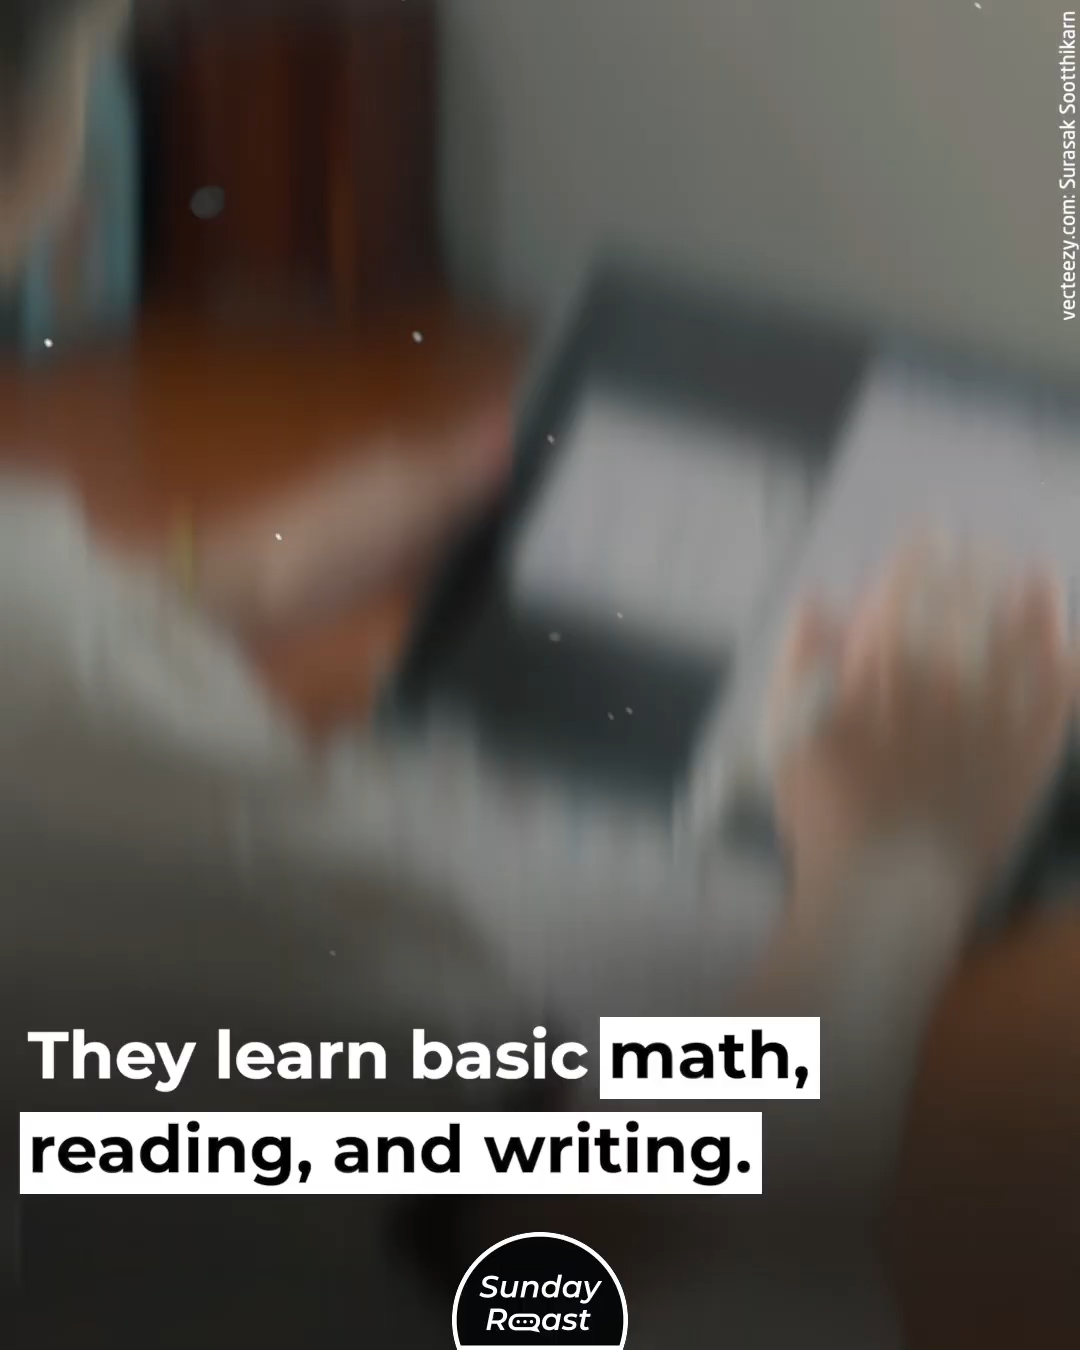 vecteezy.com: Surasak Sootthikarn
They learn basic math,
reading, and writing.
Sunday
Roast